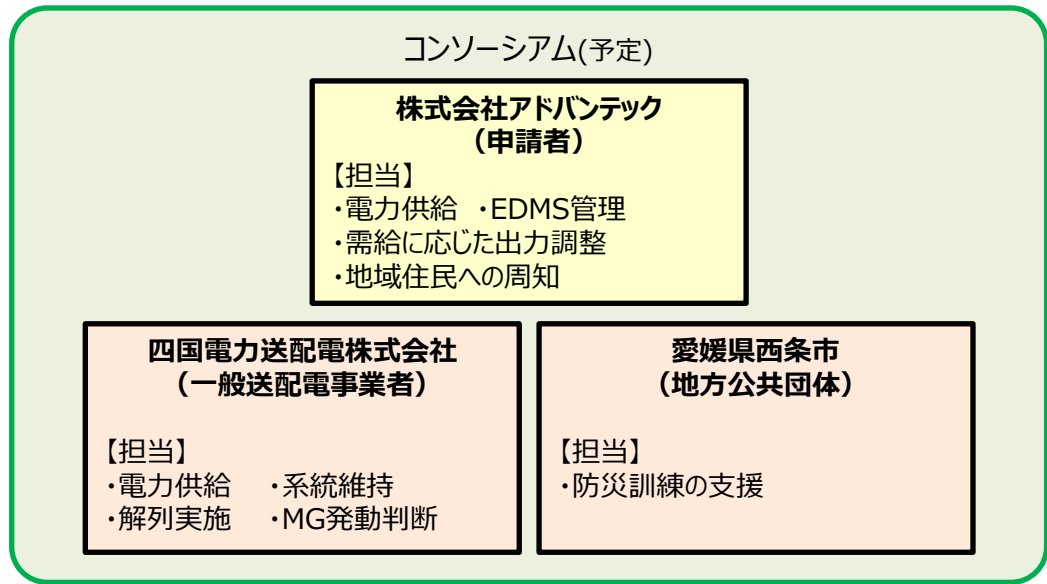 コンソーシアム(予定)
株式会社アドバンテック
(申請者)
【担当】
・電力供給 ・EDMS管理
・需給に応じた出力調整
・地域住民への周知
四国電力送配電株式会社
(一般送配電事業者)
【担当】
・電力供給 ・系統維持
・解列実施 ・MG発動判断
愛媛県西条市
(地方公共団体)
【担当】
・防災訓練の支援